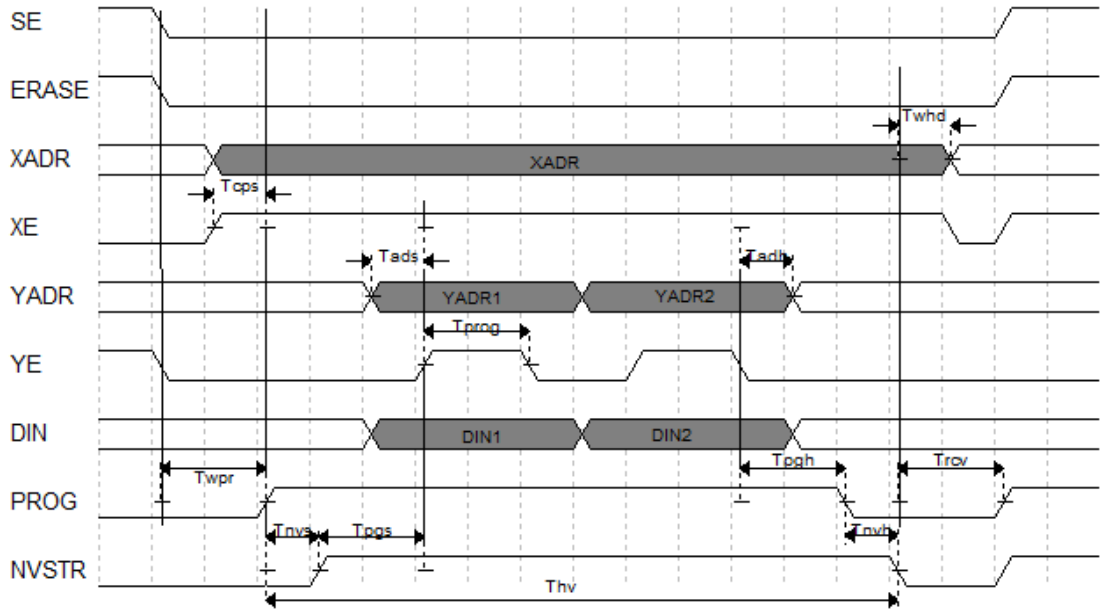 SE
ERASE
Twhd
XADR
XADR
Tcps
XE
Tads
Tadh
YADR
YADR1
YADR2
Tprog
YE
DIN
DIN1
DIN2
Twpr
Tpgh
Trcv
PROG
Tnvs
Tpgs
Tnvh
NVSTR
Thv